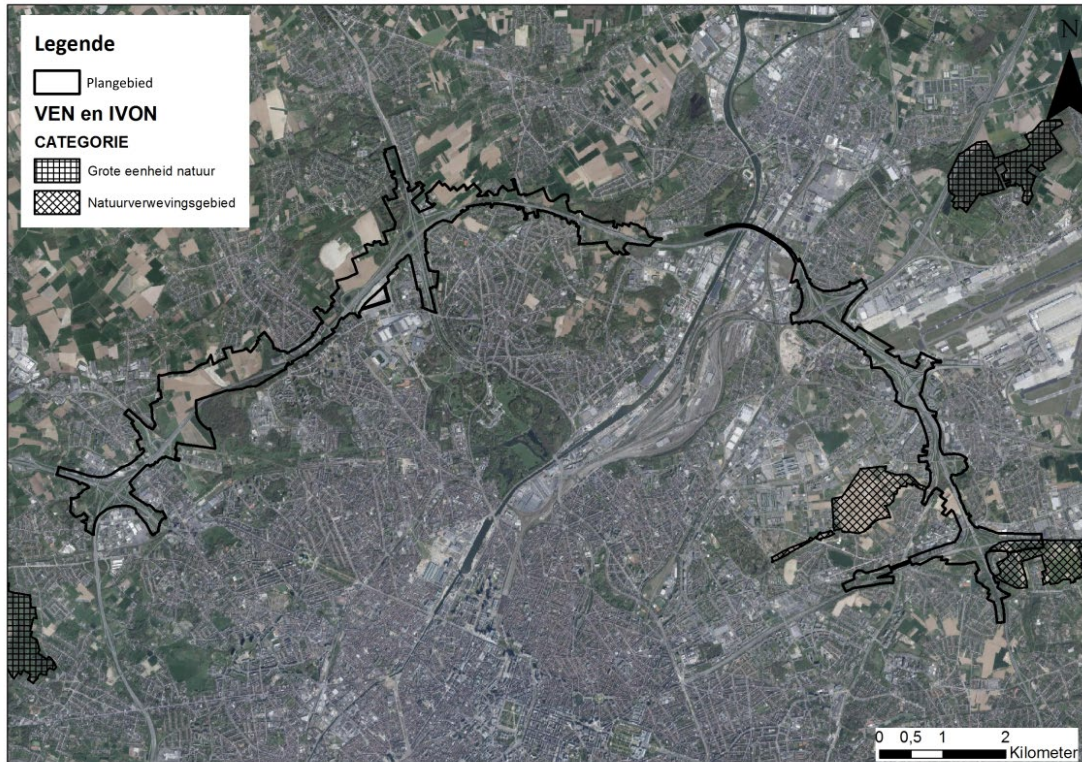 Legende
Plangebied
VEN en IVON
CATEGORIE
Grote eenheid natuur
Natuurverwevingsgebied
N
0 0,5 1 2
Kilometer